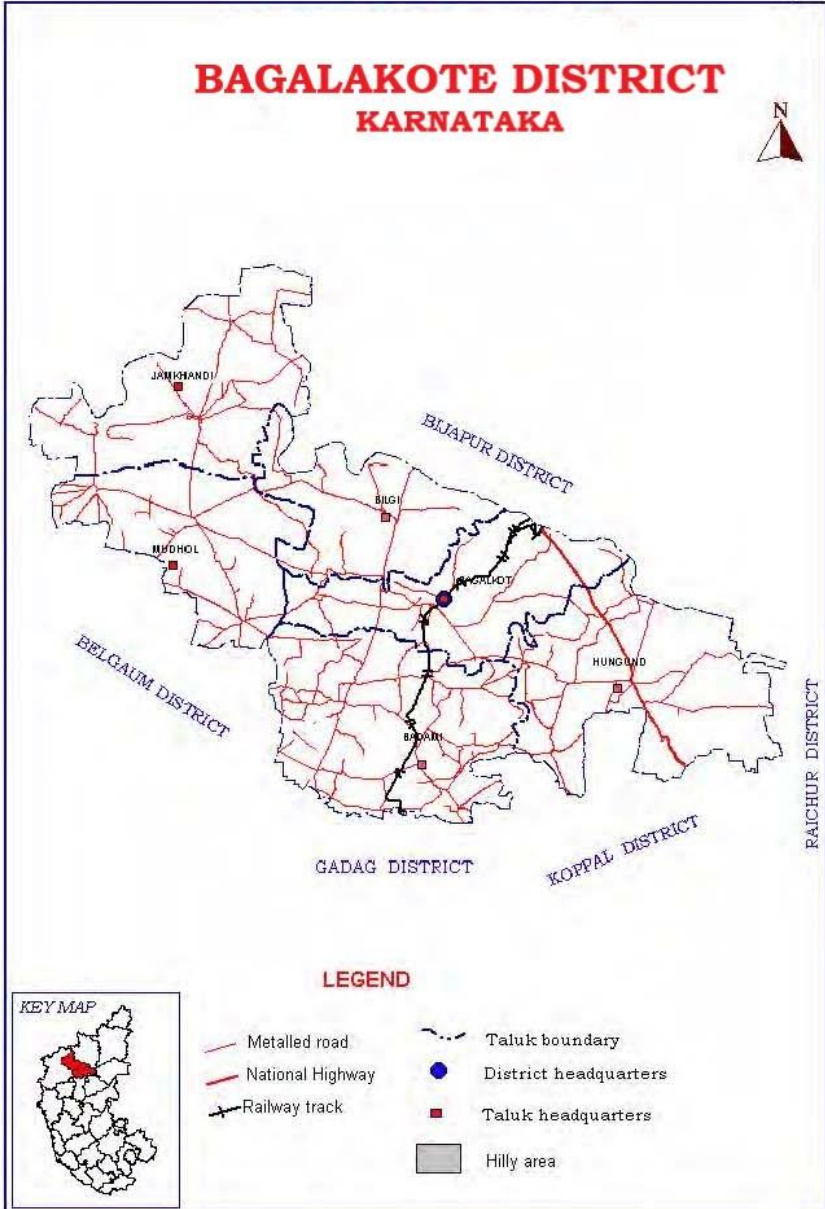 BAGALAKOTE DISTRICT
KARNATAKA
N
JAMKHANDI
BIJAPUR DISTRICT
BILGI
MUDHOL
BAGALKOT
BELGAUM DISTRICT
HUNGUND
RAICHUR DISTRICT
BADAMI
KOPPAL DISTRICT
GADAG DISTRICT
LEGEND
KEY MAP
Metalled road
National Highway
Railway track
Taluk boundary
District headquarters
Taluk headquarters
Hilly area